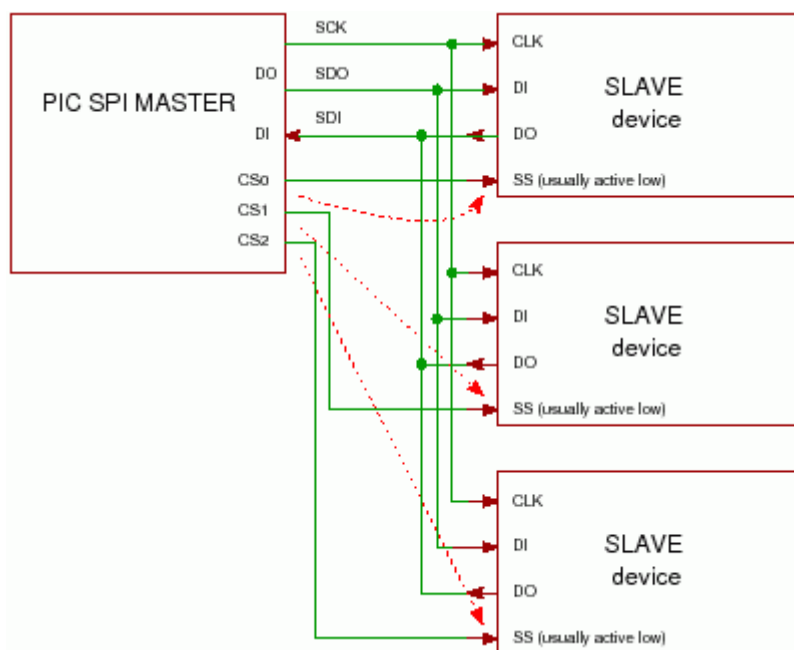 SCK
DO SDO
PIC SPI MASTER
DI SDI
CS0
CS1
CS2
CLK
DI
SLAVE
device
DO
SS (usually active low)
CLK
DI
SLAVE
device
DO
SS (usually active low)
CLK
DI
SLAVE
device
DO
SS (usually active low)